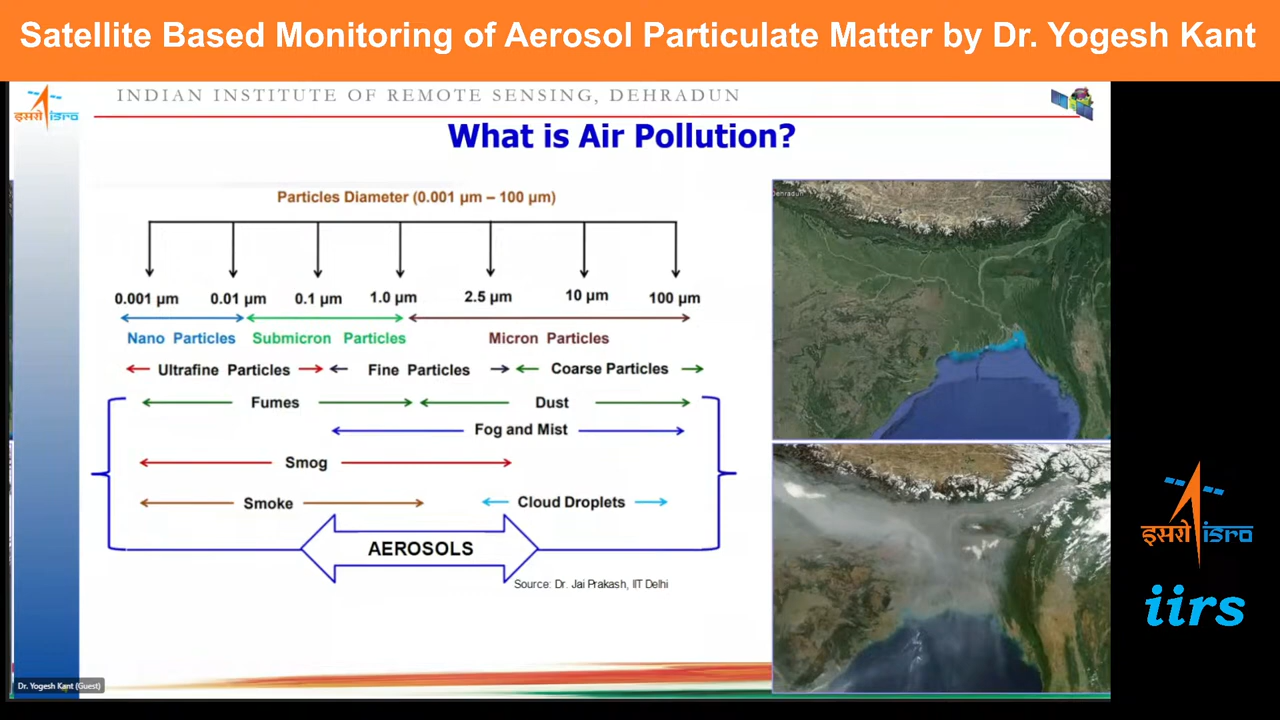 Satellite Based Monitoring of Aerosol Particulate Matter by Dr. Yogesh Kant
इसरो isro
INDIAN INSTITUTE OF REMOTE SENSING, DEHRADUN
What is Air Pollution?
Particles Diameter (0.001 µm – 100 µm)
0.001 µm 0.01 µm 0.1 µm 1.0 µm 2.5 µm 10 µm 100 µm
Nano Particles Submicron Particles Micron Particles
Ultrafine Particles Fine Particles Coarse Particles
Fumes Dust
Fog and Mist
Smog
Smoke Cloud Droplets
AEROSOLS
Source: Dr. Jai Prakash, IIT Delhi
Dehradun
इसरो isro
iirs
Dr. Yogesh Kant (Guest)